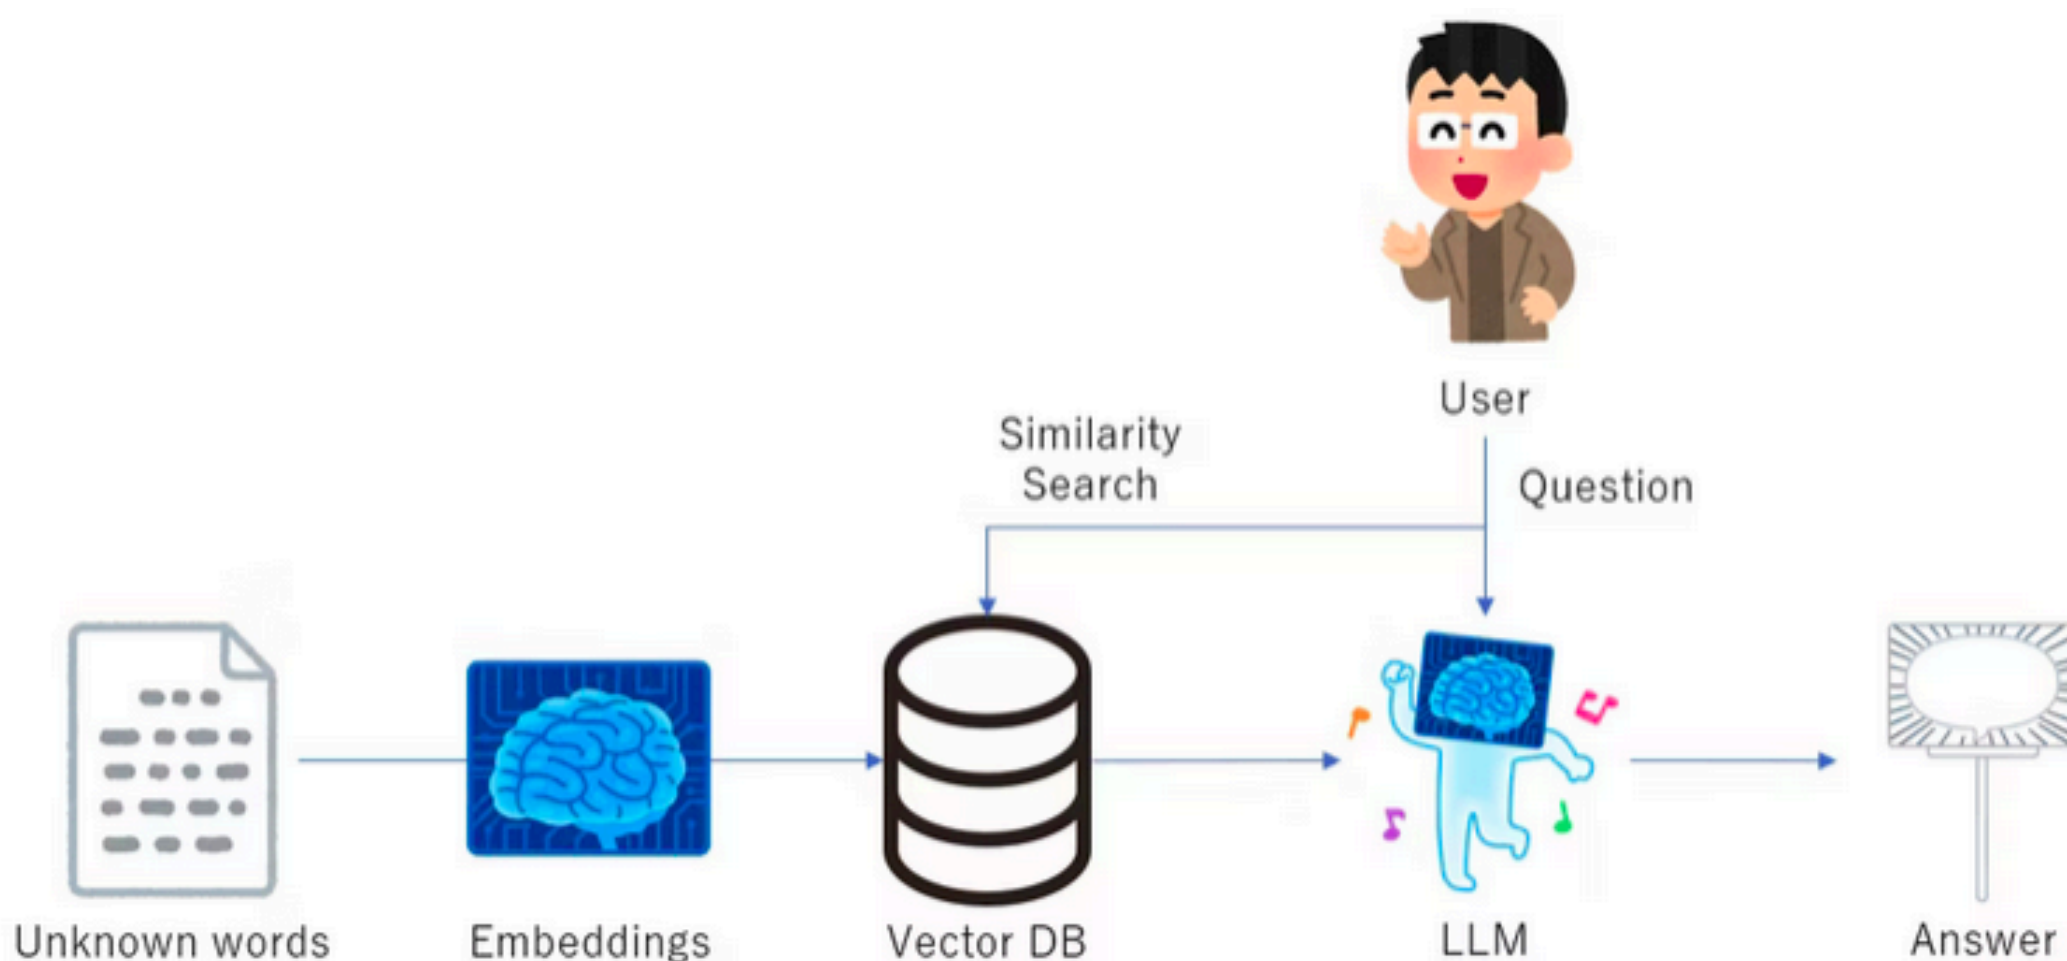 User
Similarity
Search
Question
Unknown words
Embeddings
Vector DB
LLM
Answer